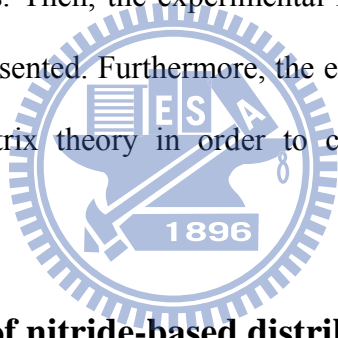 s. Then, the experimental
sented. Furthermore, the e
trix theory in order to c
E S A
1896
of nitride-based distrib